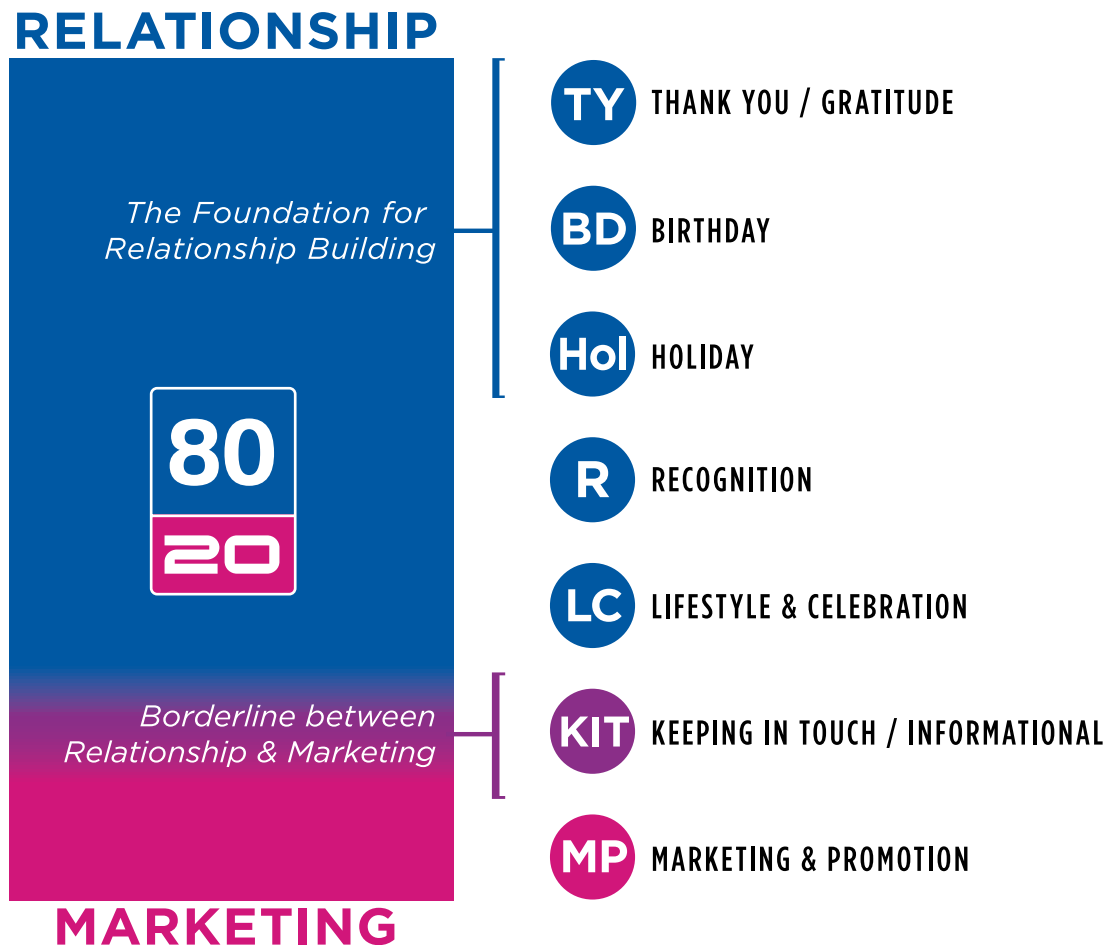 RELATIONSHIP
The Foundation for
Relationship Building
80
20
Borderline between
Relationship & Marketing
MARKETING
TY THANK YOU / GRATITUDE
BD BIRTHDAY
Hol HOLIDAY
R RECOGNITION
LC LIFESTYLE & CELEBRATION
KIT KEEPING IN TOUCH / INFORMATIONAL
MP MARKETING & PROMOTION